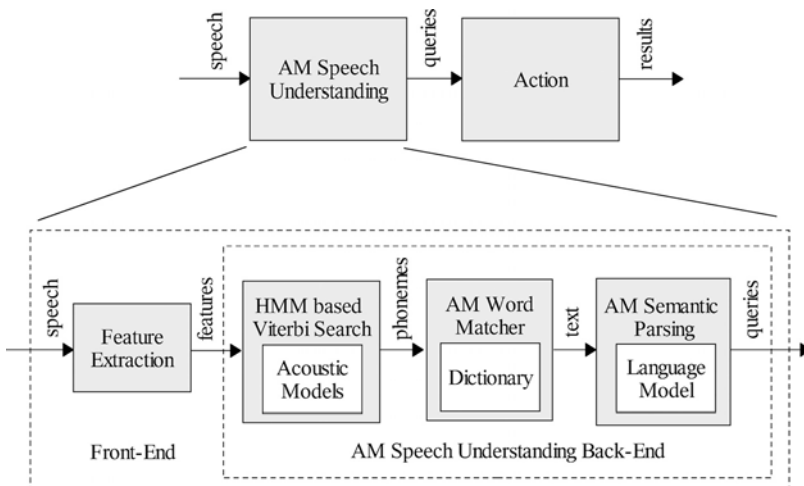 speech
AM Speech
Understanding
queries
Action
results
speech
Feature
Extraction
features
HMM based
Viterbi Search
Acoustic
Models
phonemes
AM Word
Matcher
Dictionary
text
AM Semantic
Parsing
Language
Model
queries
Front-End
AM Speech Understanding Back-End